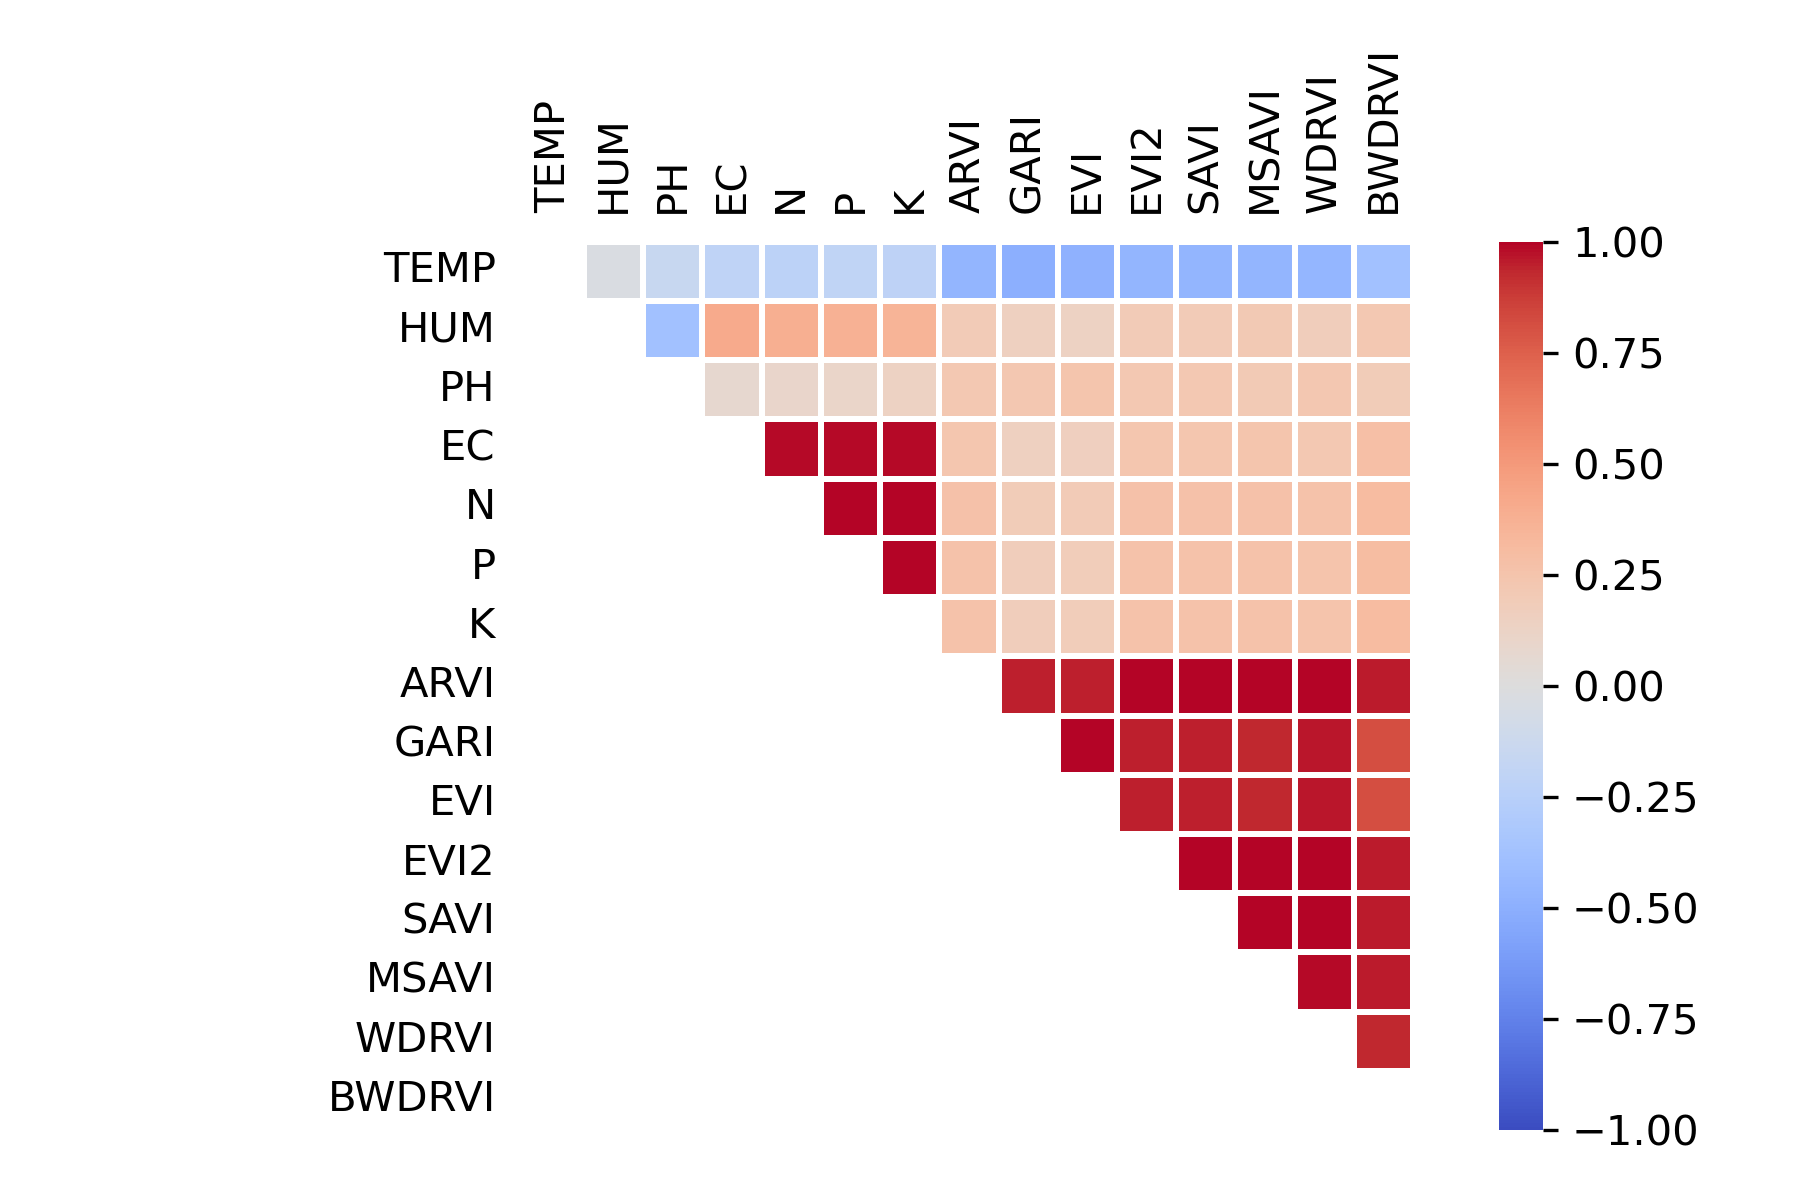 TEMP HUM PH EC N P K ARVI GARI EVI EVI2 SAVI MSAVI WDRVI BWDRVI
TEMP
HUM
PH
EC
N
P
K
ARVI
GARI
EVI
EVI2
SAVI
MSAVI
WDRVI
BWDRVI
1.00
0.75
0.50
0.25
0.00
−0.25
−0.50
−0.75
−1.00